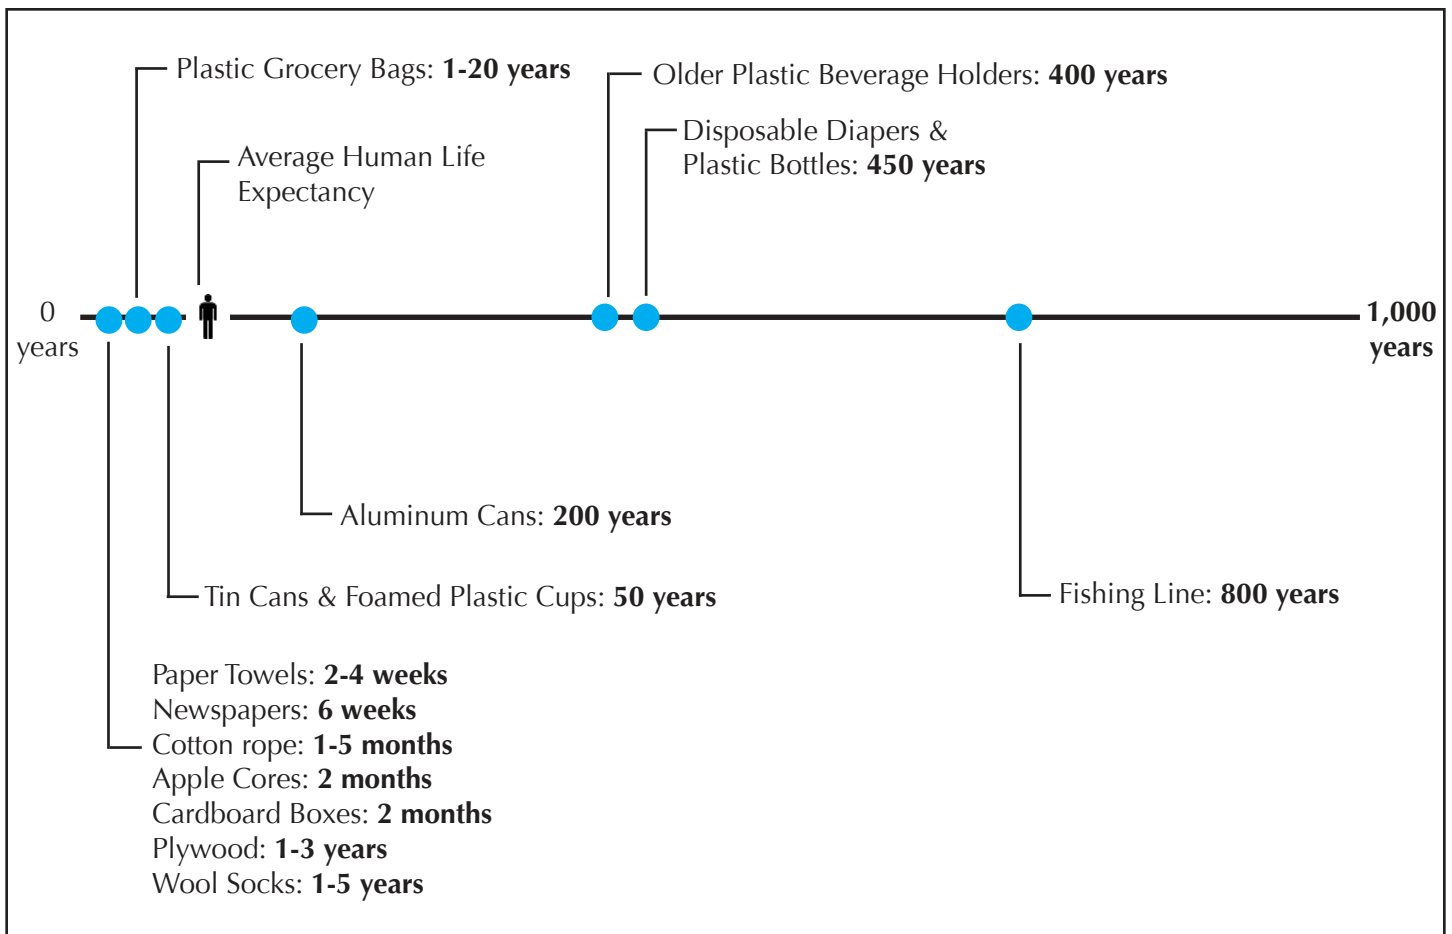 Plastic Grocery Bags: 1-20 years
Older Plastic Beverage Holders: 400 years
Disposable Diapers &
Plastic Bottles: 450 years
Average Human Life
Expectancy
0
years
1,000
years
Aluminum Cans: 200 years
Tin Cans & Foamed Plastic Cups: 50 years
Fishing Line: 800 years
Paper Towels: 2-4 weeks
Newspapers: 6 weeks
Cotton rope: 1-5 months
Apple Cores: 2 months
Cardboard Boxes: 2 months
Plywood: 1-3 years
Wool Socks: 1-5 years